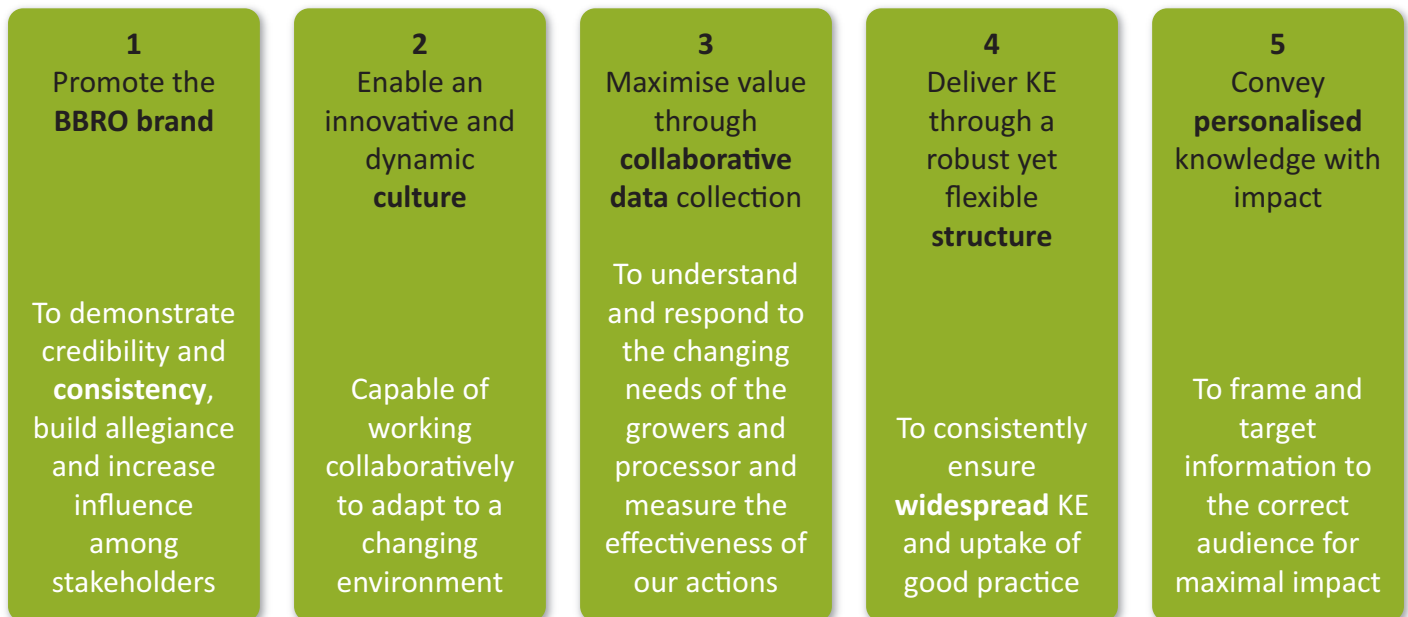 1
Promote the
BBRO brand
To demonstrate
credibility and
consistency,
build allegiance
and increase
influence
among
stakeholders
2
Enable an
innovative and
dynamic
culture
Capable of
working
collaboratively
to adapt to a
changing
environment
3
Maximise value
through
collaborative
data collection
To understand
and respond to
the changing
needs of the
growers and
processor and
measure the
effectiveness of
our actions
4
Deliver KE
through a
robust yet
flexible
structure
To consistently
ensure
widespread KE
and uptake of
good practice
5
Convey
personalised
knowledge with
impact
To frame and
target
information to
the correct
audience for
maximal impact